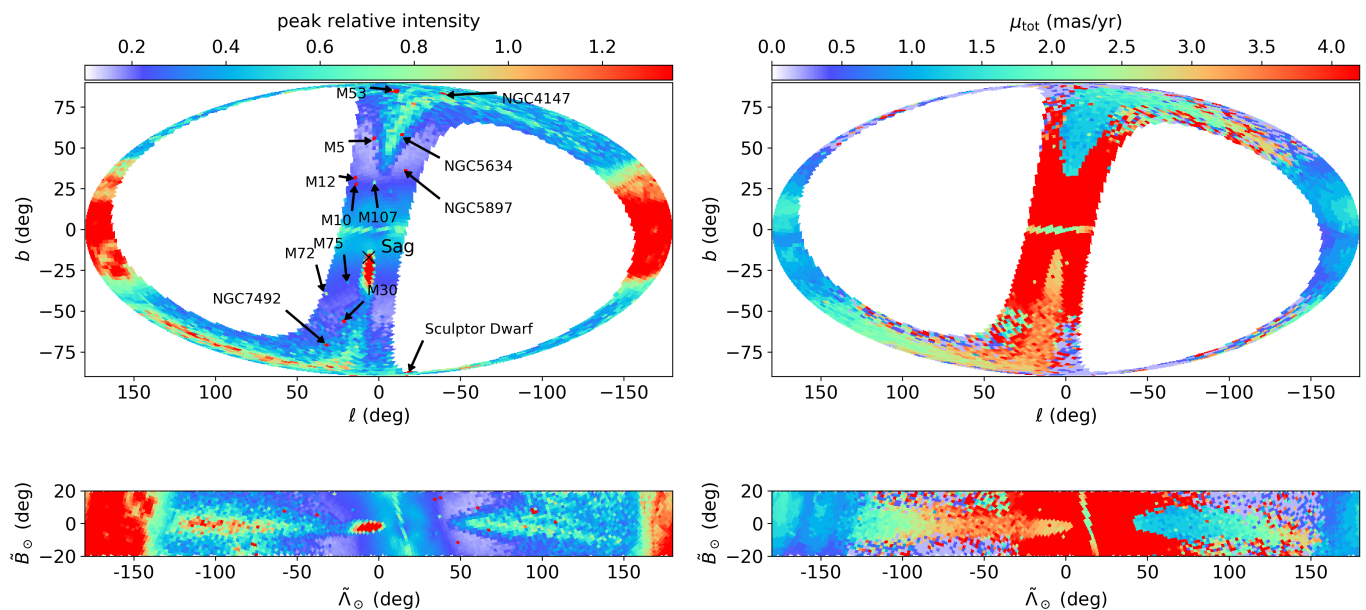 peak relative intensity
0.2 0.4 0.6 0.8 1.0 1.2
M53
NGC4147
M5
NGC5634
M12
NGC5897
M10 M107
M72 M75 Sag
NGC7492 M30
Sculptor Dwarf
b (deg)
75
50
25
0
−25
−50
−75
150 100 50 0 −50 −100 −150
ℓ (deg)
μtot (mas/yr)
0.0 0.5 1.0 1.5 2.0 2.5 3.0 3.5 4.0
b (deg)
75
50
25
0
−25
−50
−75
150 100 50 0 −50 −100 −150
ℓ (deg)
B̃⊙ (deg)
20
0
−20
-150 -100 -50 0 50 100 150
Λ̃⊙ (deg)
B̃⊙ (deg)
20
0
−20
-150 -100 -50 0 50 100 150
Λ̃⊙ (deg)